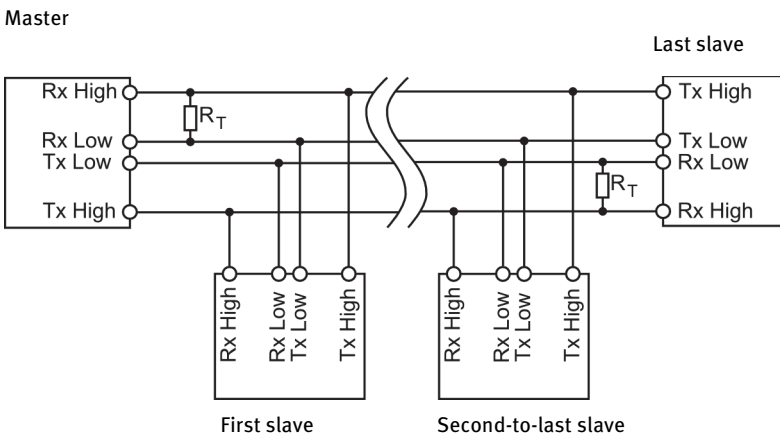 Master
Last slave
Rx High
Tx High
R_T
Rx Low
Tx Low
Tx Low
Rx Low
R_T
Tx High
Rx High
Rx High
Rx Low
Tx Low
Tx High
Rx High
Rx Low
Tx Low
Tx High
First slave
Second-to-last slave